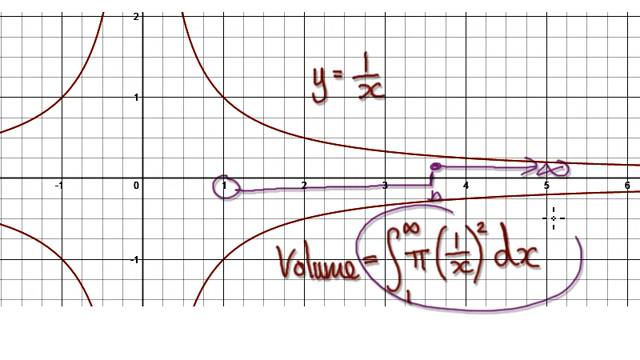 2
y = 1/x
1
∞
-1 0 1 2 3 4 5 6
n
Volume = ∫₁^∞ π(1/x)² dx
-1